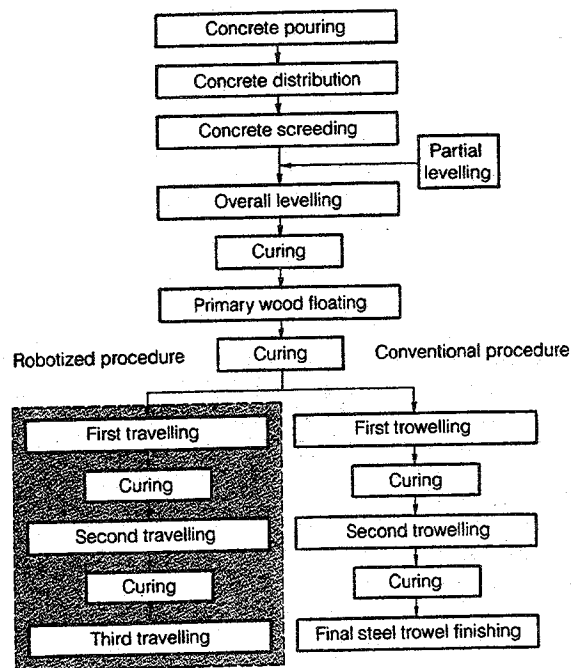 Concrete pouring
Concrete distribution
Concrete screeding
Partial
levelling
Overall levelling
Curing
Primary wood floating
Curing
Robotized procedure
Conventional procedure
First travelling
Curing
Second travelling
Curing
Third travelling
First trowelling
Curing
Second trowelling
Curing
Final steel trowel finishing